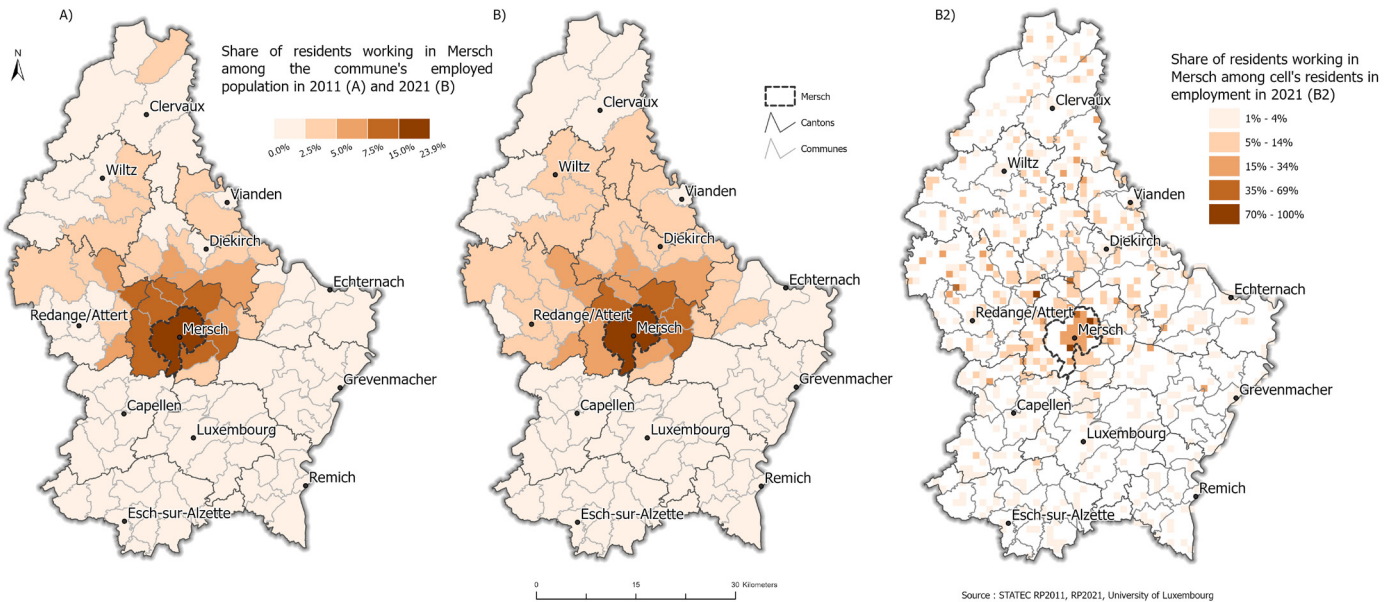 A)
N
Share of residents working in Mersch
among the commune's employed
population in 2011 (A) and 2021 (B)
0.0%
2.5%
5.0%
7.5%
15.0%
23.9%
Clervaux
Wiltz
Vianden
Diekirch
Echternach
Redange/Attert
Mersch
Grevenmacher
Capellen
Luxembourg
Remich
Esch-sur-Alzette
B)
Mersch
Cantons
Communes
Clervaux
Wiltz
Vianden
Diekirch
Echternach
Redange/Attert
Mersch
Grevenmacher
Capellen
Luxembourg
Remich
Esch-sur-Alzette
0 15 30 Kilometers
B2)
Share of residents working in
Mersch among cell's residents in
employment in 2021 (B2)
1% - 4%
5% - 14%
15% - 34%
35% - 69%
70% - 100%
Clervaux
Wiltz
Vianden
Diekirch
Echternach
Redange/Attert
Mersch
Grevenmacher
Capellen
Luxembourg
Remich
Esch-sur-Alzette
Source : STATEC RP2011, RP2021, University of Luxembourg